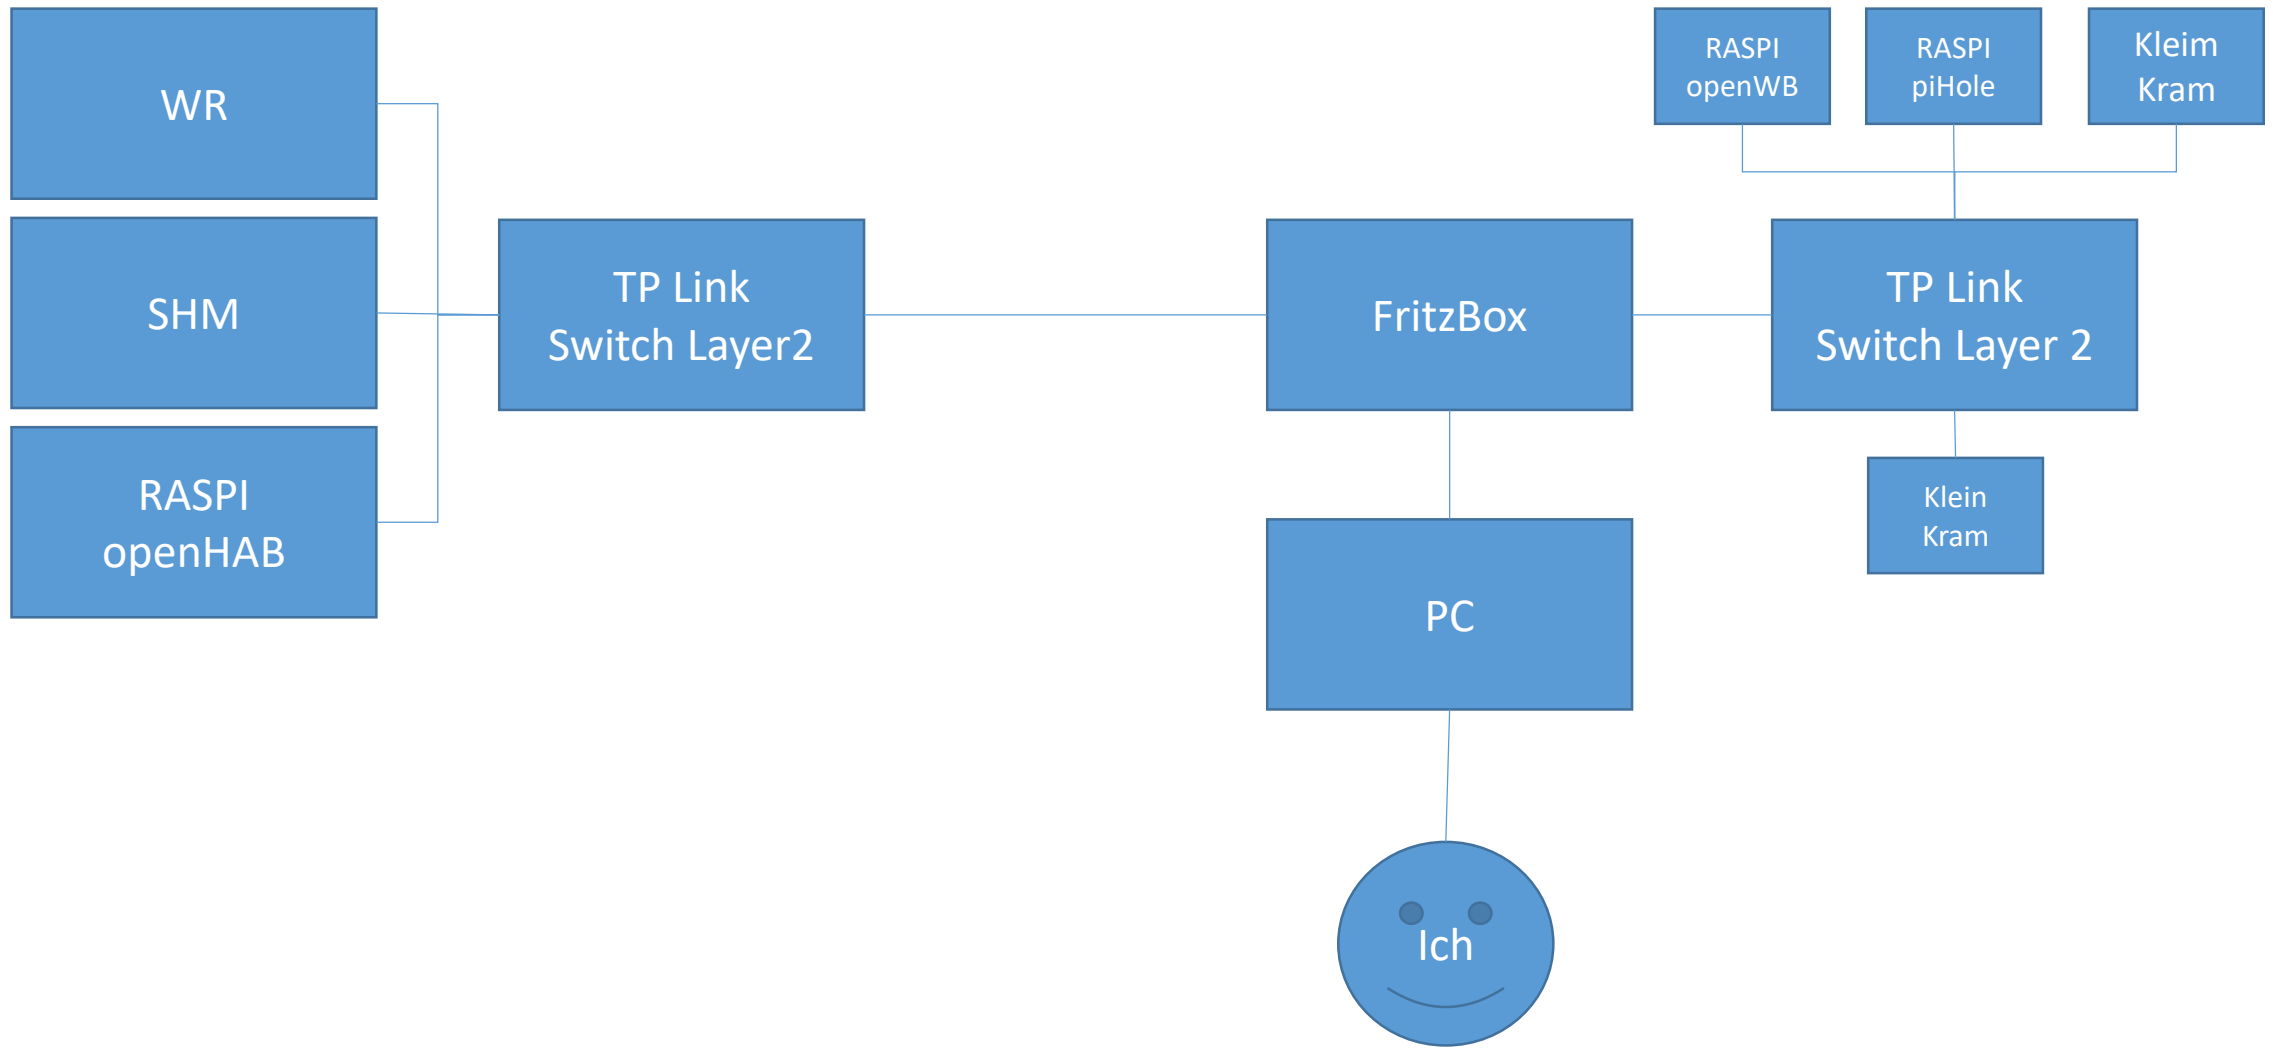 WR
SHM
RASPI
openHAB
TP Link
Switch Layer2
FritzBox
PC
Ich
RASPI
openWB
RASPI
piHole
Kleim
Kram
TP Link
Switch Layer 2
Klein
Kram